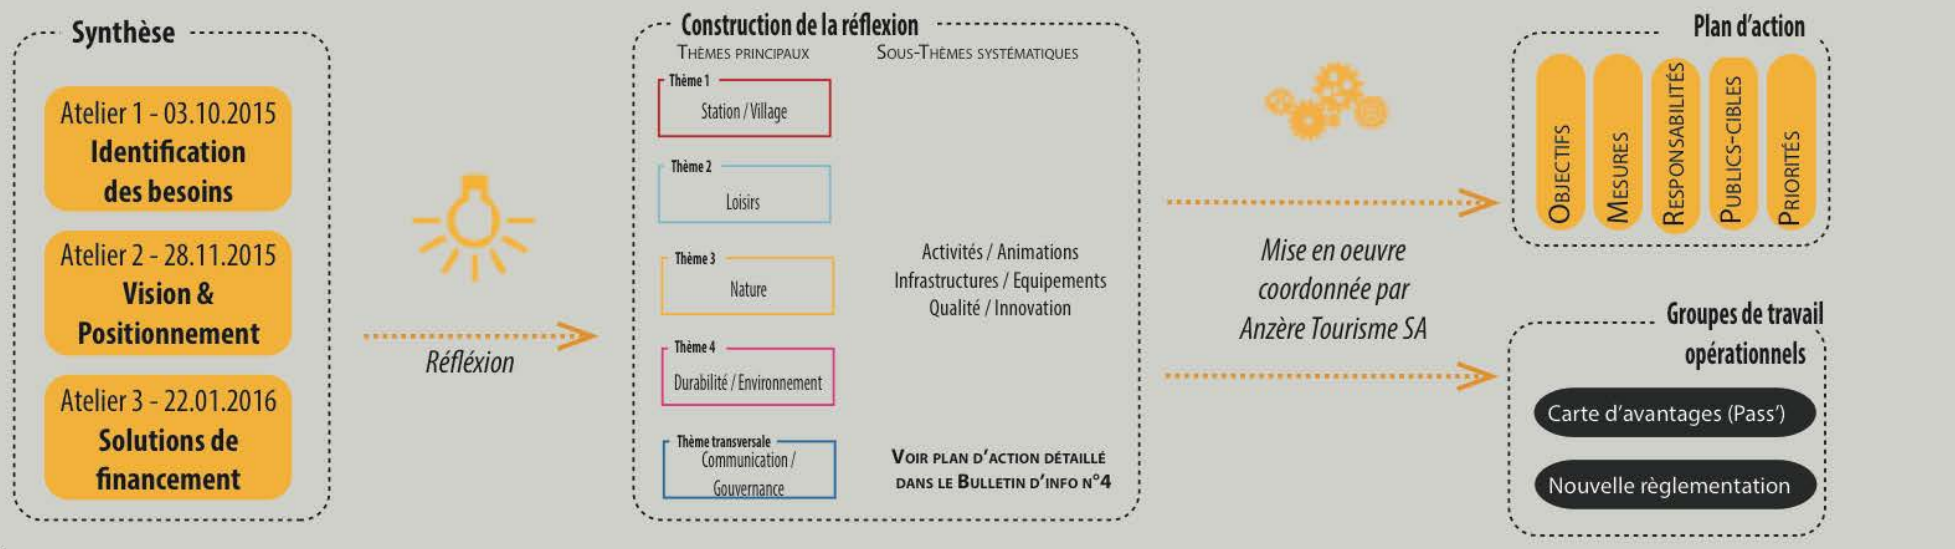 Synthèse
Atelier 1 - 03.10.2015
Identification
des besoins
Atelier 2 - 28.11.2015
Vision &
Positionnement
Atelier 3 - 22.01.2016
Solutions de
financement
Réfléxion
Construction de la réflexion
Thèmes principaux
Sous-Thèmes systématiques
Thème 1
Station / Village
Thème 2
Loisirs
Thème 3
Nature
Thème 4
Durabilité / Environnement
Thème transversale
Communication /
Gouvernance
Activités / Animations
Infrastructures / Equipements
Qualité / Innovation
Voir plan d'action détaillé
dans le Bulletin d'info n°4
Mise en oeuvre
coordonnée par
Anzère Tourisme SA
Plan d'action
Objectifs
Mesures
Responsabilités
Publics-cibles
Priorités
Groupes de travail
opérationnels
Carte d'avantages (Pass')
Nouvelle règlementation